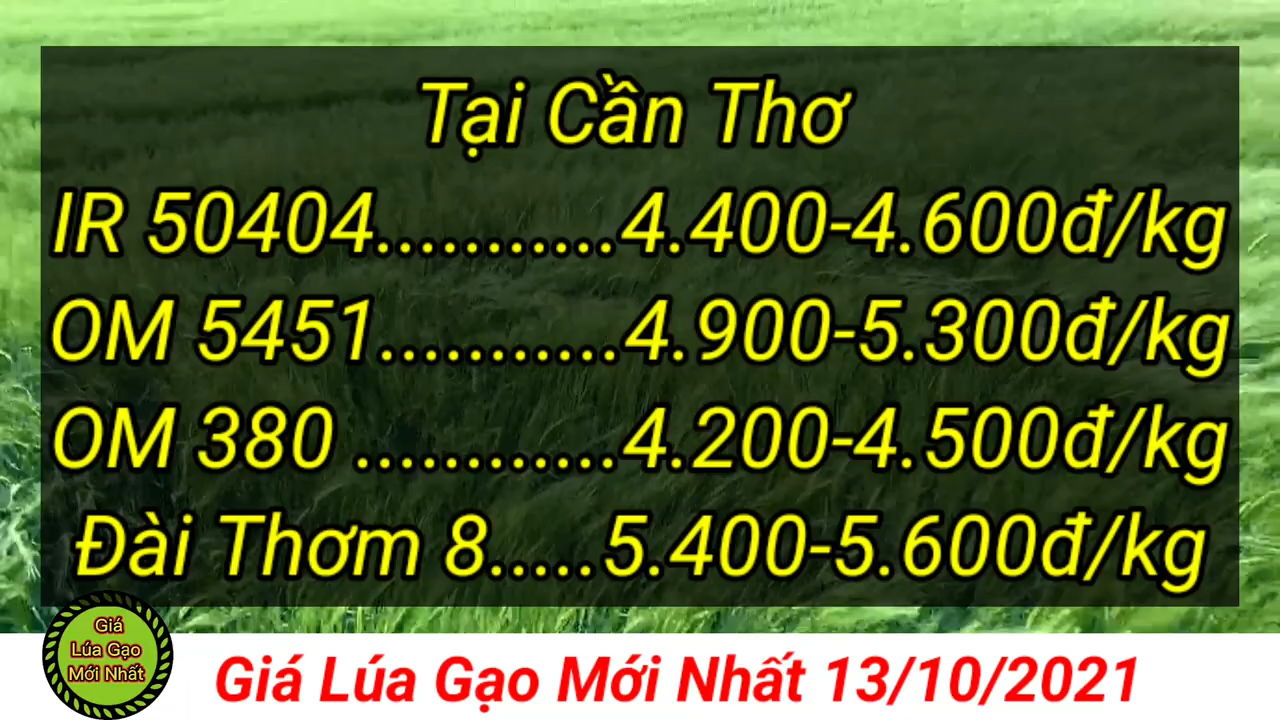 Tại Cần Thơ
IR 50404...........4.400-4.600đ/kg
OM 5451...........4.900-5.300đ/kg
OM 380 ............4.200-4.500đ/kg
Đài Thơm 8.....5.400-5.600đ/kg
Giá
Lúa Gạo
Mới Nhất
Giá Lúa Gạo Mới Nhất 13/10/2021